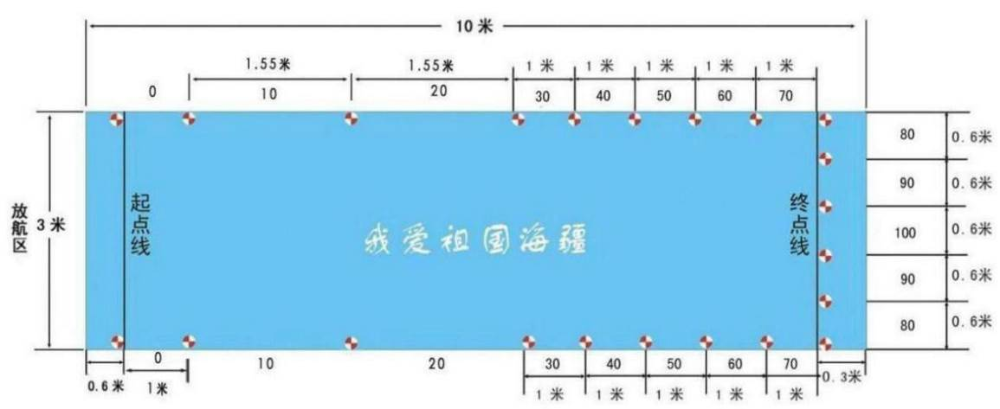 10 米
1.55米 1.55米 1 米 1 米 1 米 1 米 1 米
0 10 20 30 40 50 60 70
80 0.6米
90 0.6米
100 0.6米
90 0.6米
80 0.6米
放航区
3 米
起点线
我爱祖国海疆
终点线
0 10 20 30 40 50 60 70
0.6 米 1米 1 米 1 米 1 米 1 米 1 米 0.3米